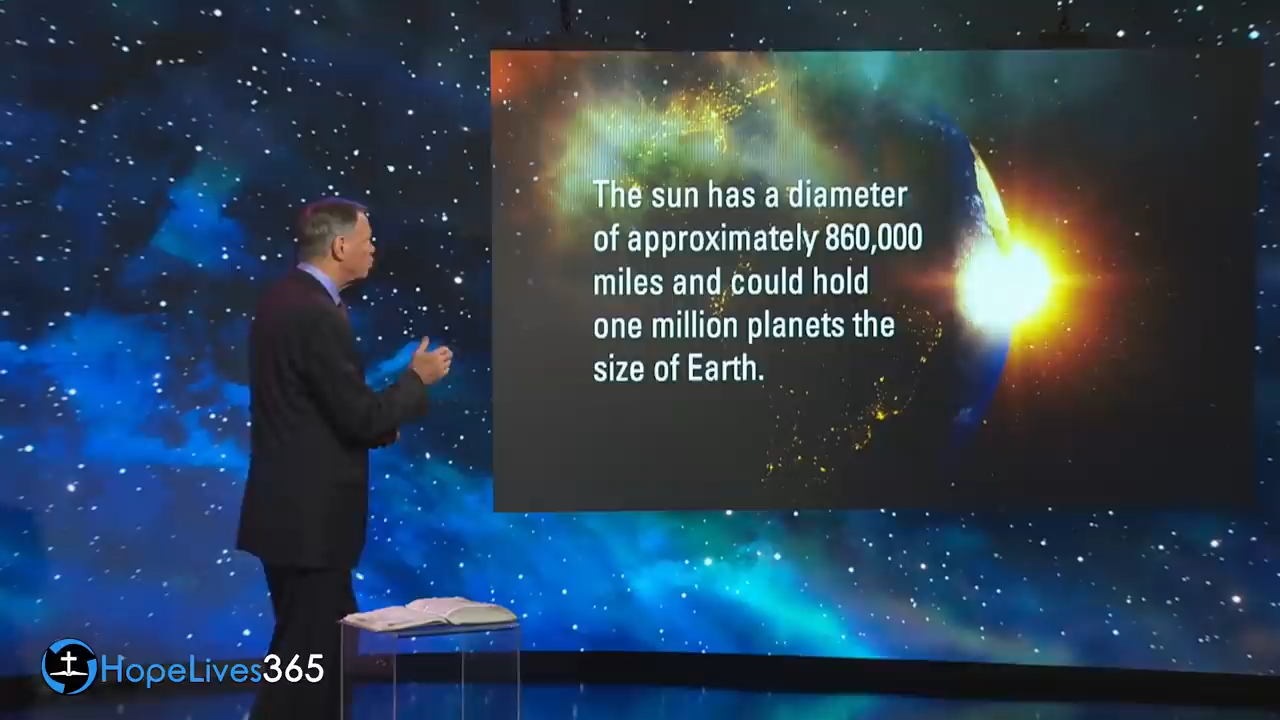 The sun has a diameter
of approximately 860,000
miles and could hold
one million planets the
size of Earth.
HopeLives365